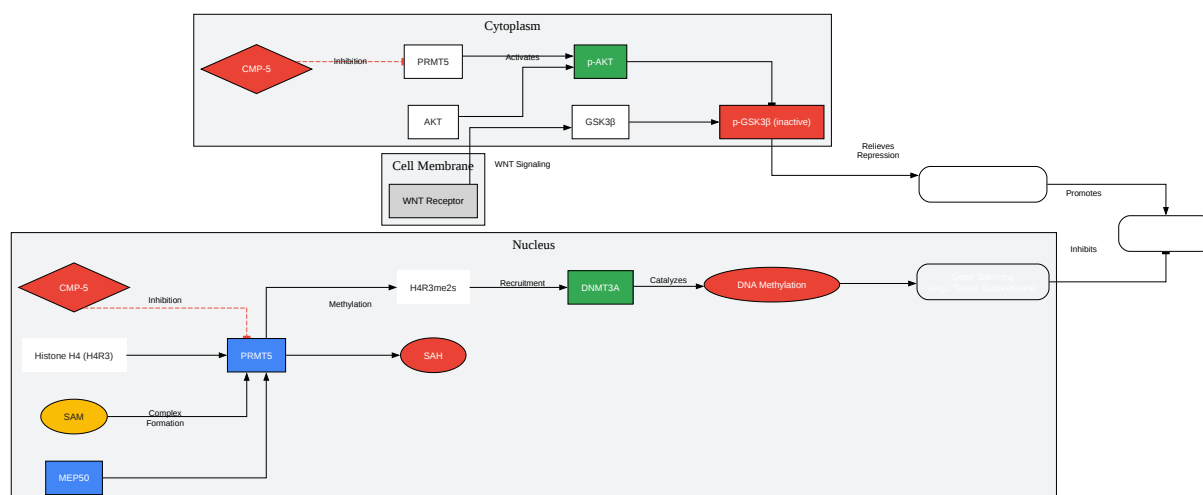 Cytoplasm
CMP-5
Inhibition
PRMT5
Activates
p-AKT
AKT
GSK3β
p-GSK3β (inactive)
Cell Membrane
WNT Signaling
WNT Receptor
Relieves
Repression
Promotes
Inhibits
Nucleus
CMP-5
Inhibition
Methylation
H4R3me2s
Recruitment
DNMT3A
Catalyzes
DNA Methylation
Histone H4 (H4R3)
PRMT5
SAH
SAM
Complex
Formation
MEP50